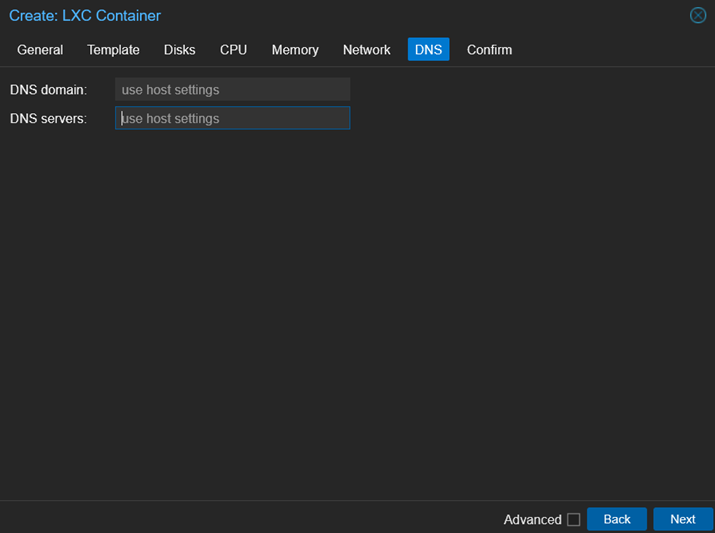 Create: LXC Container
General Template Disks CPU Memory Network DNS Confirm
DNS domain: use host settings
DNS servers: use host settings
Advanced Back Next